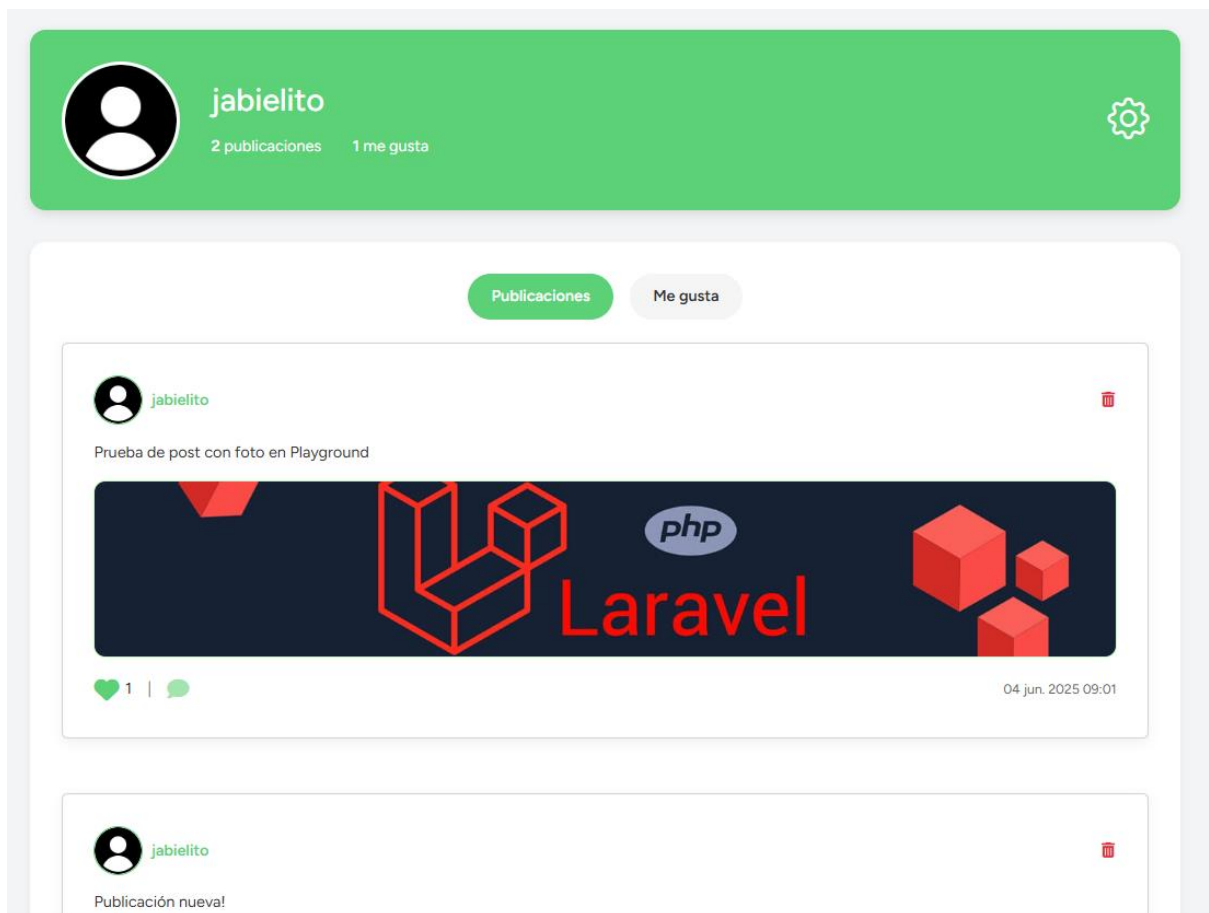 jabielito
2 publicaciones 1 me gusta
Publicaciones Me gusta
jabielito
Prueba de post con foto en Playground
php
Laravel
1 | 04 jun. 2025 09:01
jabielito
Publicación nueva!